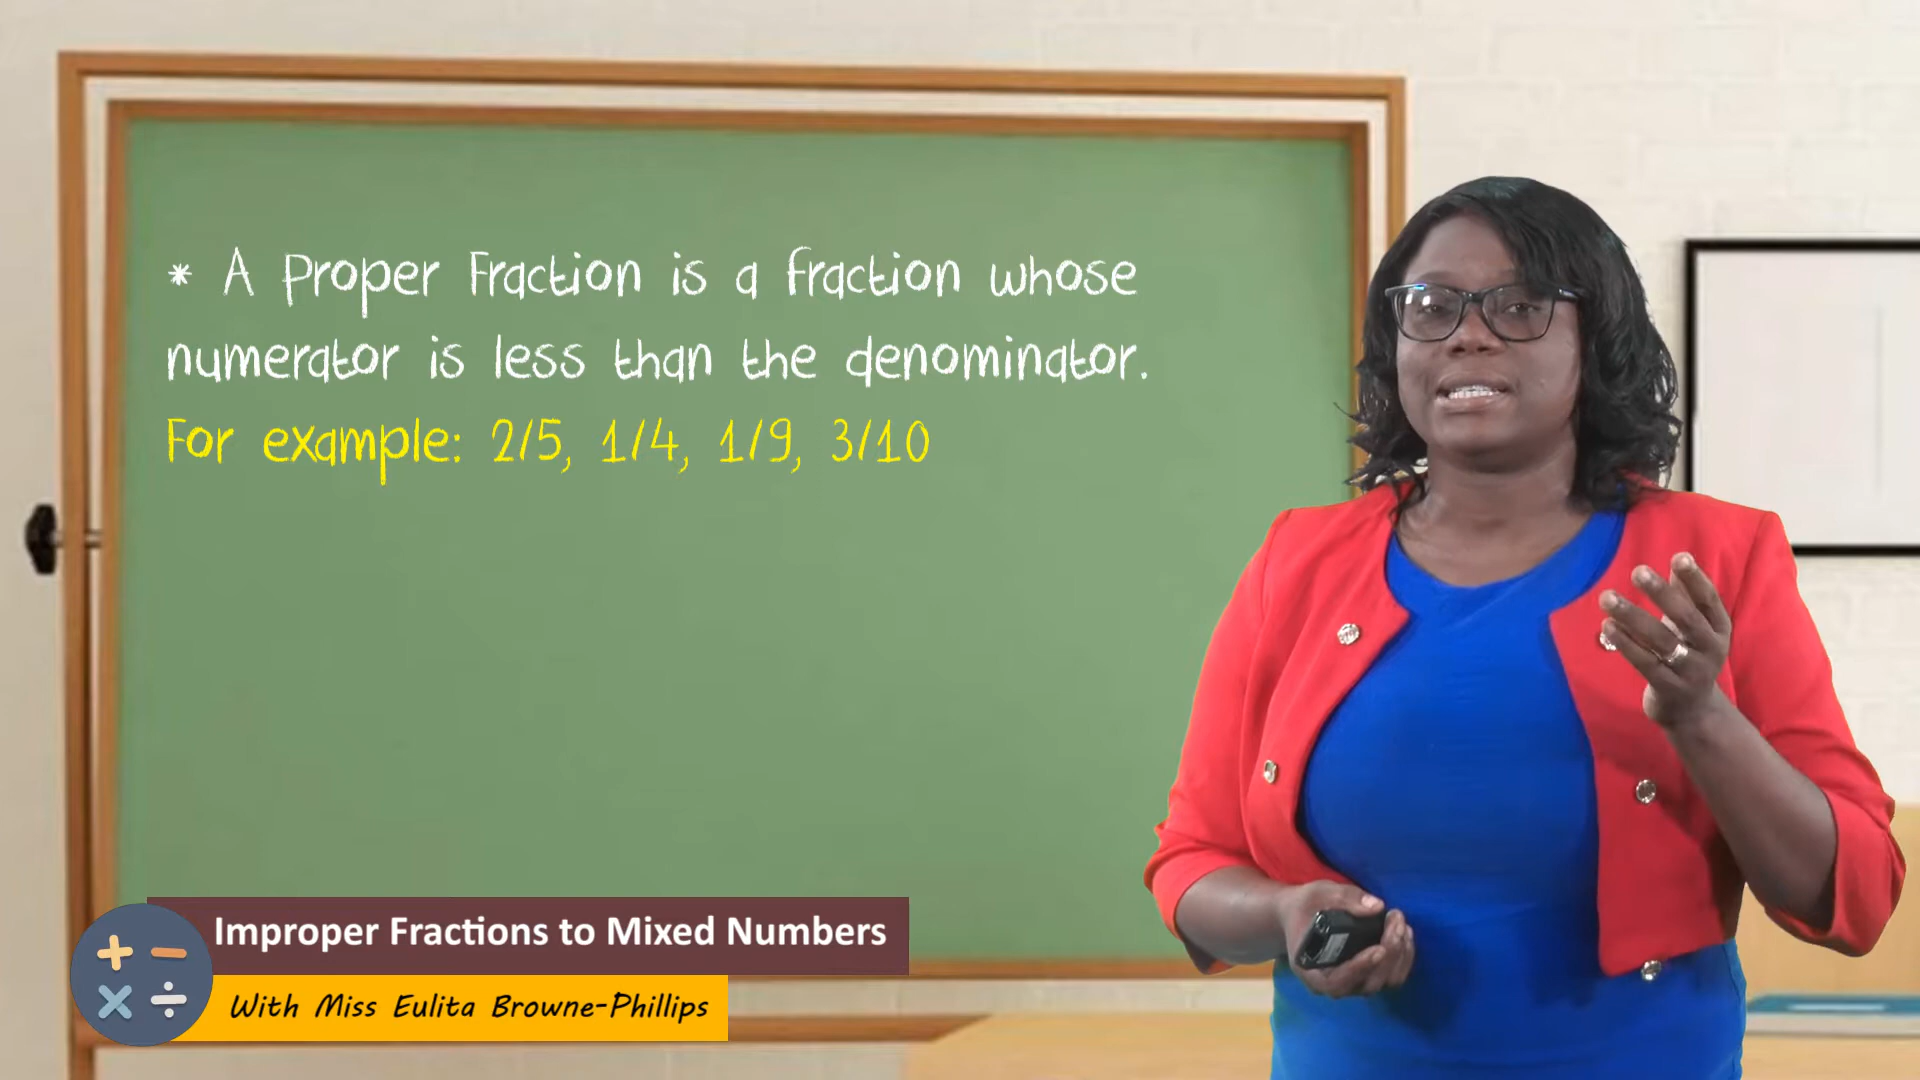 * A Proper Fraction is a fraction whose
numerator is less than the denominator.
For example: 2/5, 1/4, 1/9, 3/10
Improper Fractions to Mixed Numbers
With Miss Eulita Browne-Phillips